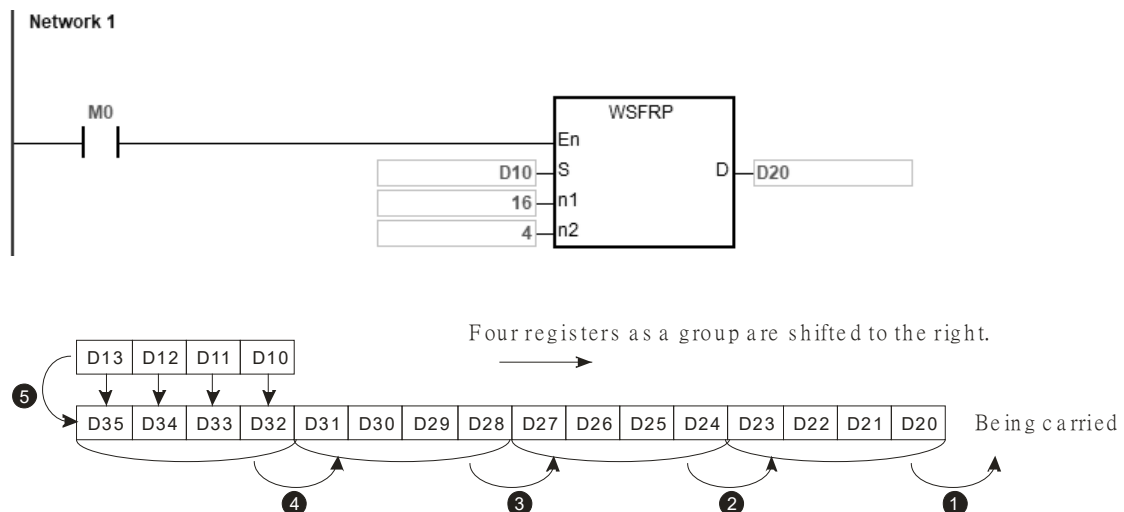 Network 1
M0
WSFRP
En
D10 S D D20
16 n1
4 n2
Four registers as a group are shifted to the right.
D13 D12 D11 D10
5
D35 D34 D33 D32 D31 D30 D29 D28 D27 D26 D25 D24 D23 D22 D21 D20 Being carried
4 3 2 1